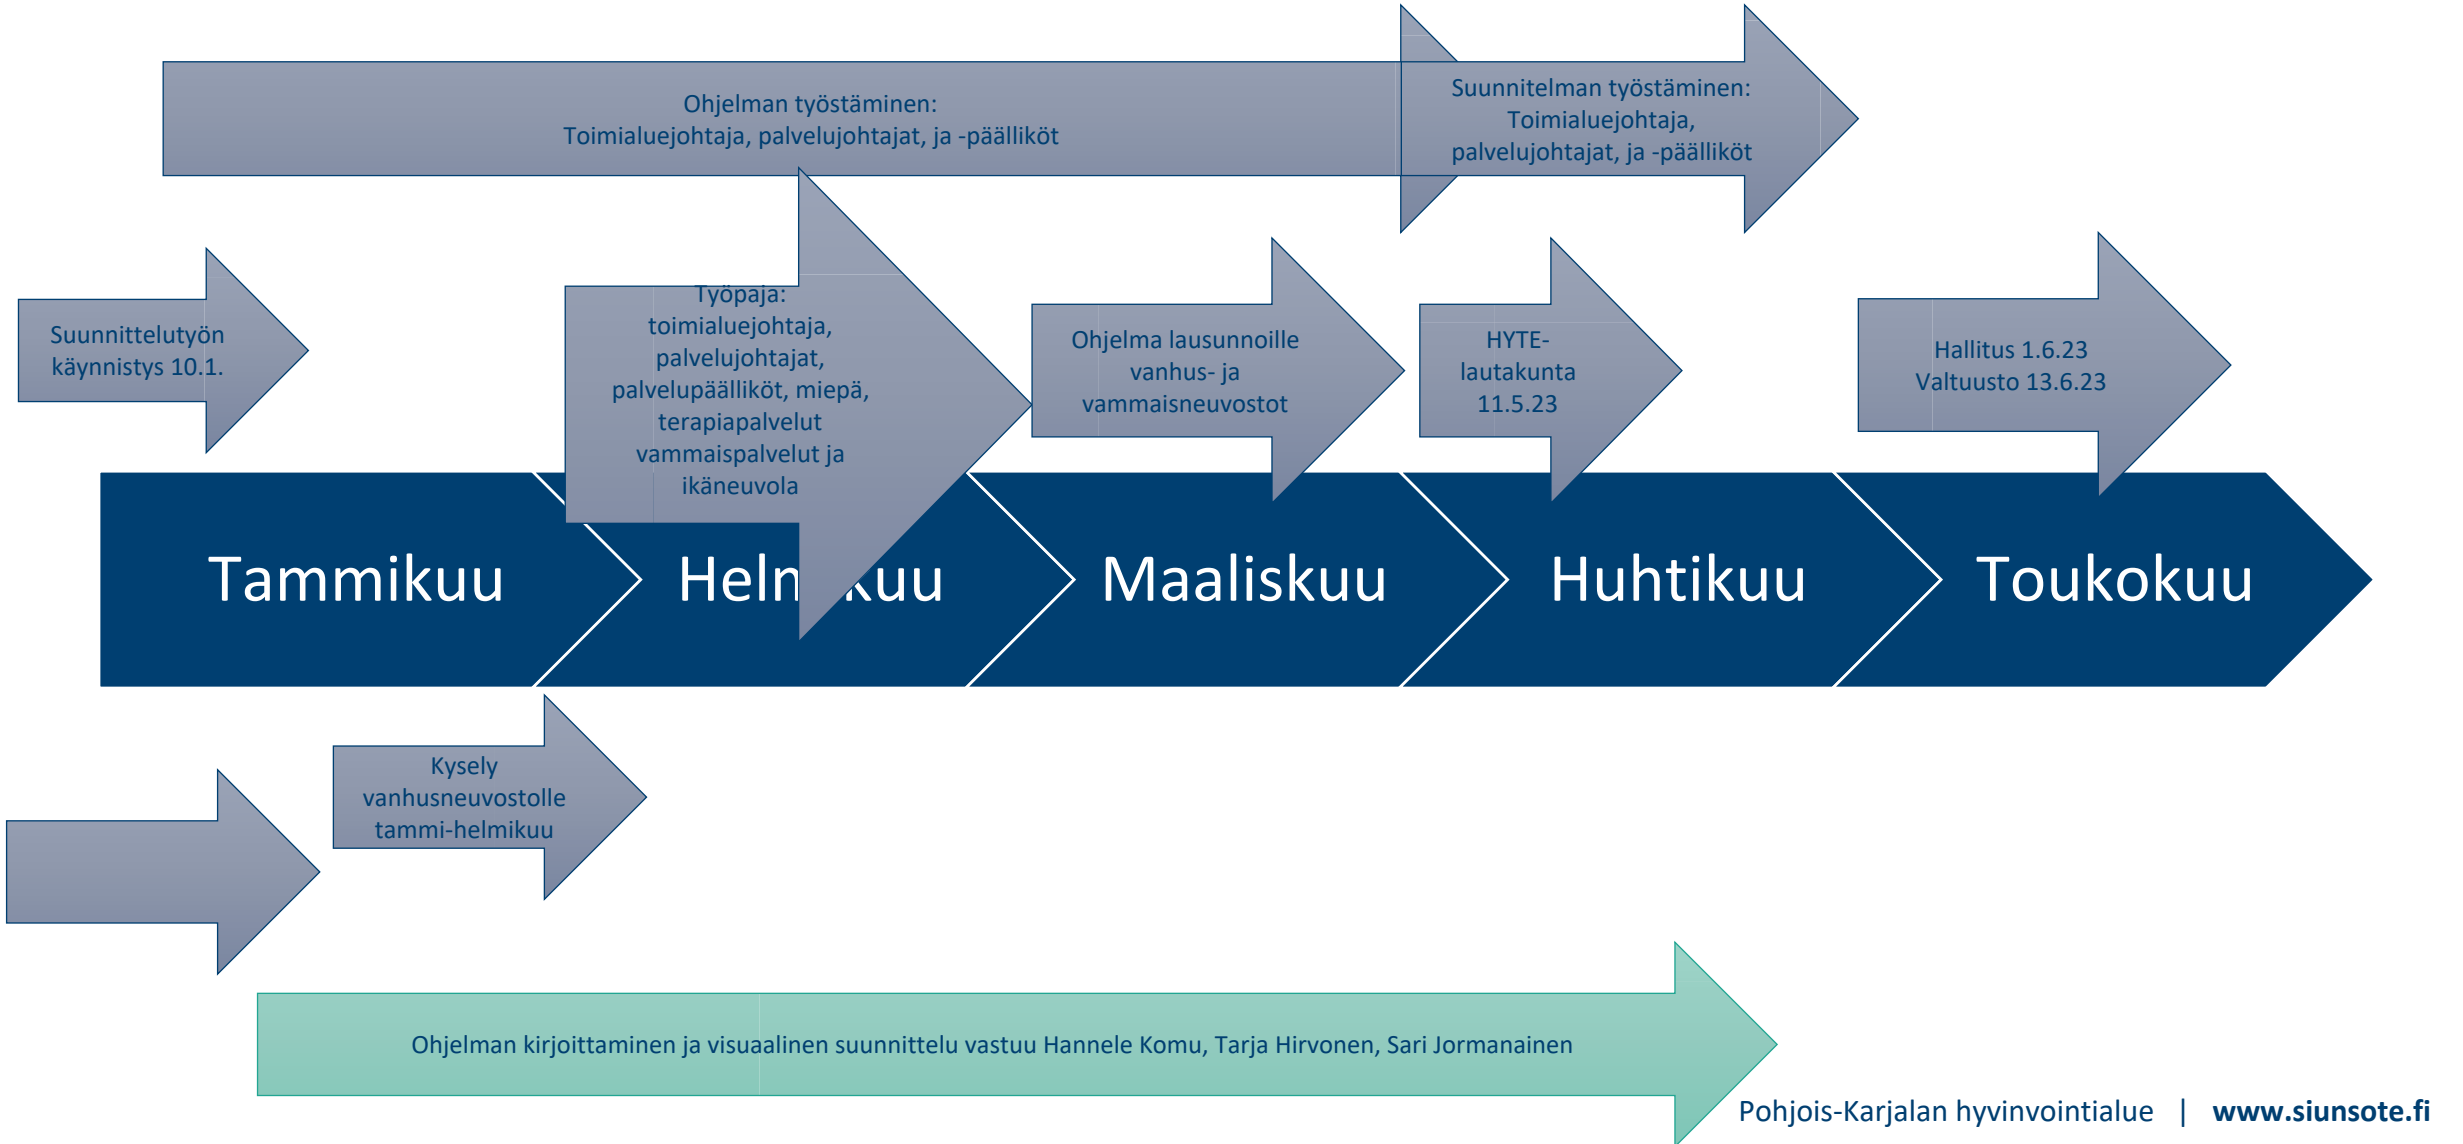 Ohjelman työstäminen:
Toimialuejohtaja, palvelujohtajat, ja -päälliköt
Suunnitelman työstäminen:
Toimialuejohtaja,
palvelujohtajat, ja -päälliköt
Suunnittelutyön
käynnistys 10.1.
Työpaja:
toimialuejohtaja,
palvelujohtajat,
palvelupäälliköt, miepä,
terapiapalvelut
vammaispalvelut ja
ikäneuvola
Ohjelma lausunnoille
vanhus- ja
vammaisneuvostot
HYTE-
lautakunta
11.5.23
Hallitus 1.6.23
Valtuusto 13.6.23
Tammikuu
Helmikuu
Maaliskuu
Huhtikuu
Toukokuu
Kysely
vanhusneuvostolle
tammi-helmikuu
Ohjelman kirjoittaminen ja visuaalinen suunnittelu vastuu Hannele Komu, Tarja Hirvonen, Sari Jormanainen
Pohjois-Karjalan hyvinvointialue | www.siunsote.fi